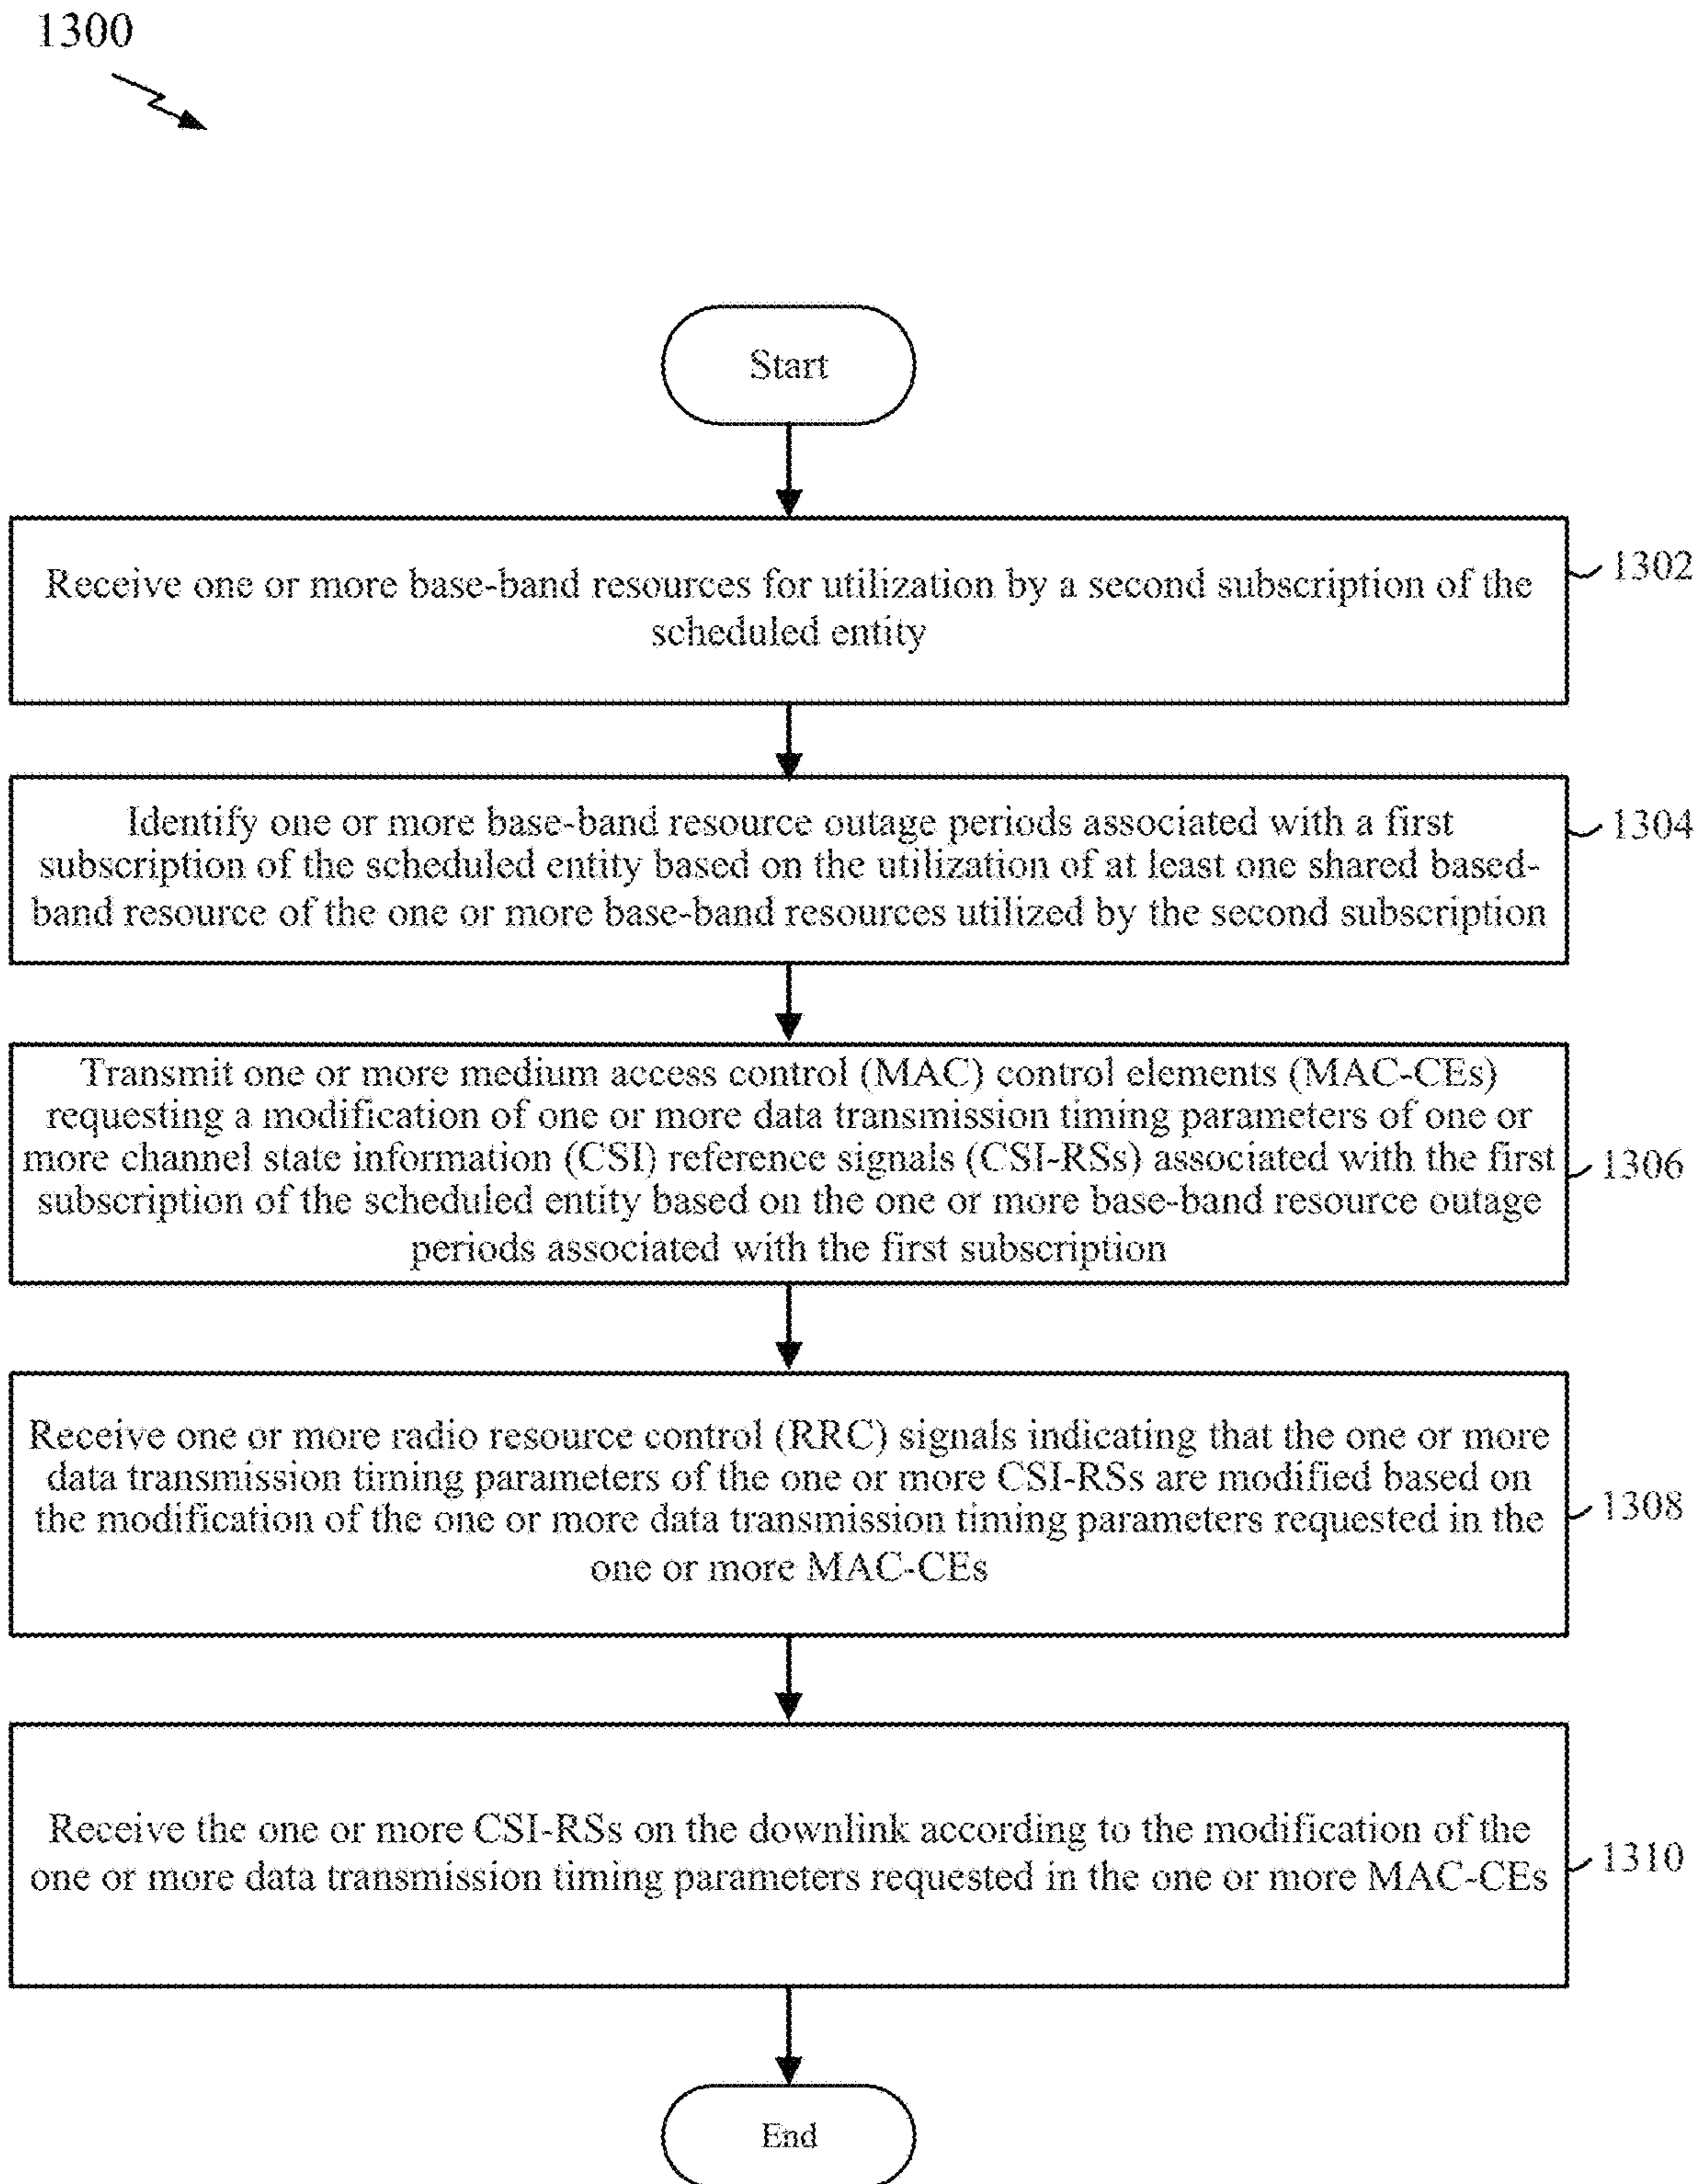 1300
Start
Receive one or more base-band resources for utilization by a second subscription of the
scheduled entity
1302
Identify one or more base-band resource outage periods associated with a first
subscription of the scheduled entity based on the utilization of at least one shared based-
band resource of the one or more base-band resources utilized by the second subscription
1304
Transmit one or more medium access control (MAC) control elements (MAC-CEs)
requesting a modification of one or more data transmission timing parameters of one or
more channel state information (CSI) reference signals (CSI-RSs) associated with the first
subscription of the scheduled entity based on the one or more base-band resource outage
periods associated with the first subscription
1306
Receive one or more radio resource control (RRC) signals indicating that the one or more
data transmission timing parameters of the one or more CSI-RSs are modified based on
the modification of the one or more data transmission timing parameters requested in the
one or more MAC-CEs
1308
Receive the one or more CSI-RSs on the downlink according to the modification of the
one or more data transmission timing parameters requested in the one or more MAC-CEs
1310
End